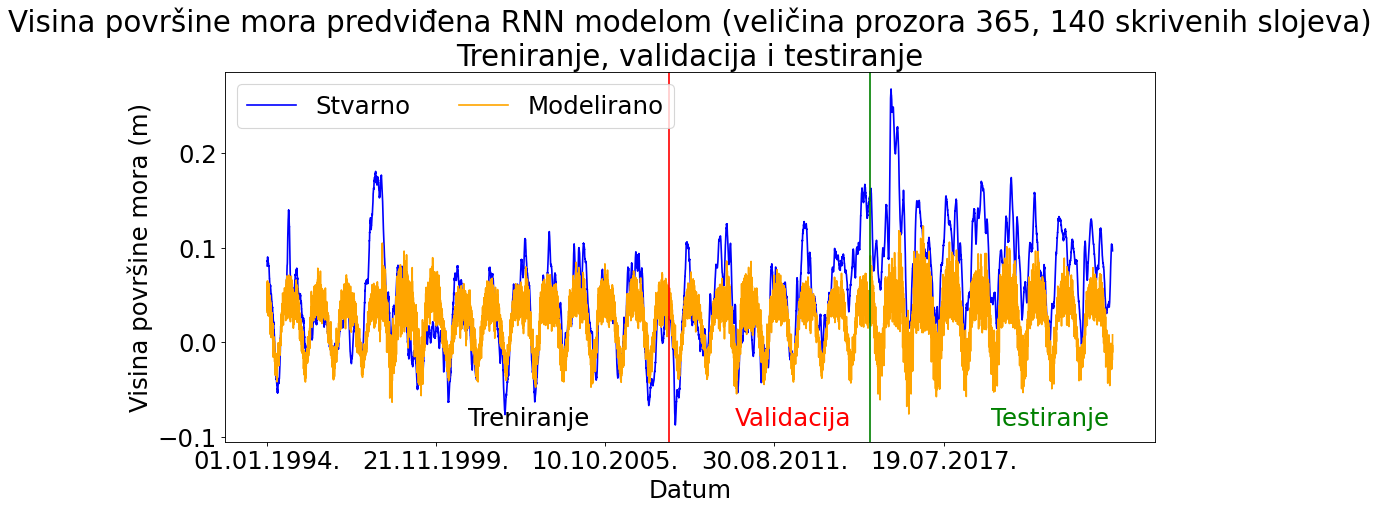 Visina površine mora predviđena RNN modelom (veličina prozora 365, 140 skrivenih slojeva)
Treniranje, validacija i testiranje
Stvarno Modelirano
Visina površine mora (m)
0.2
0.1
0.0
−0.1
Treniranje Validacija Testiranje
01.01.1994. 21.11.1999. 10.10.2005. 30.08.2011. 19.07.2017.
Datum